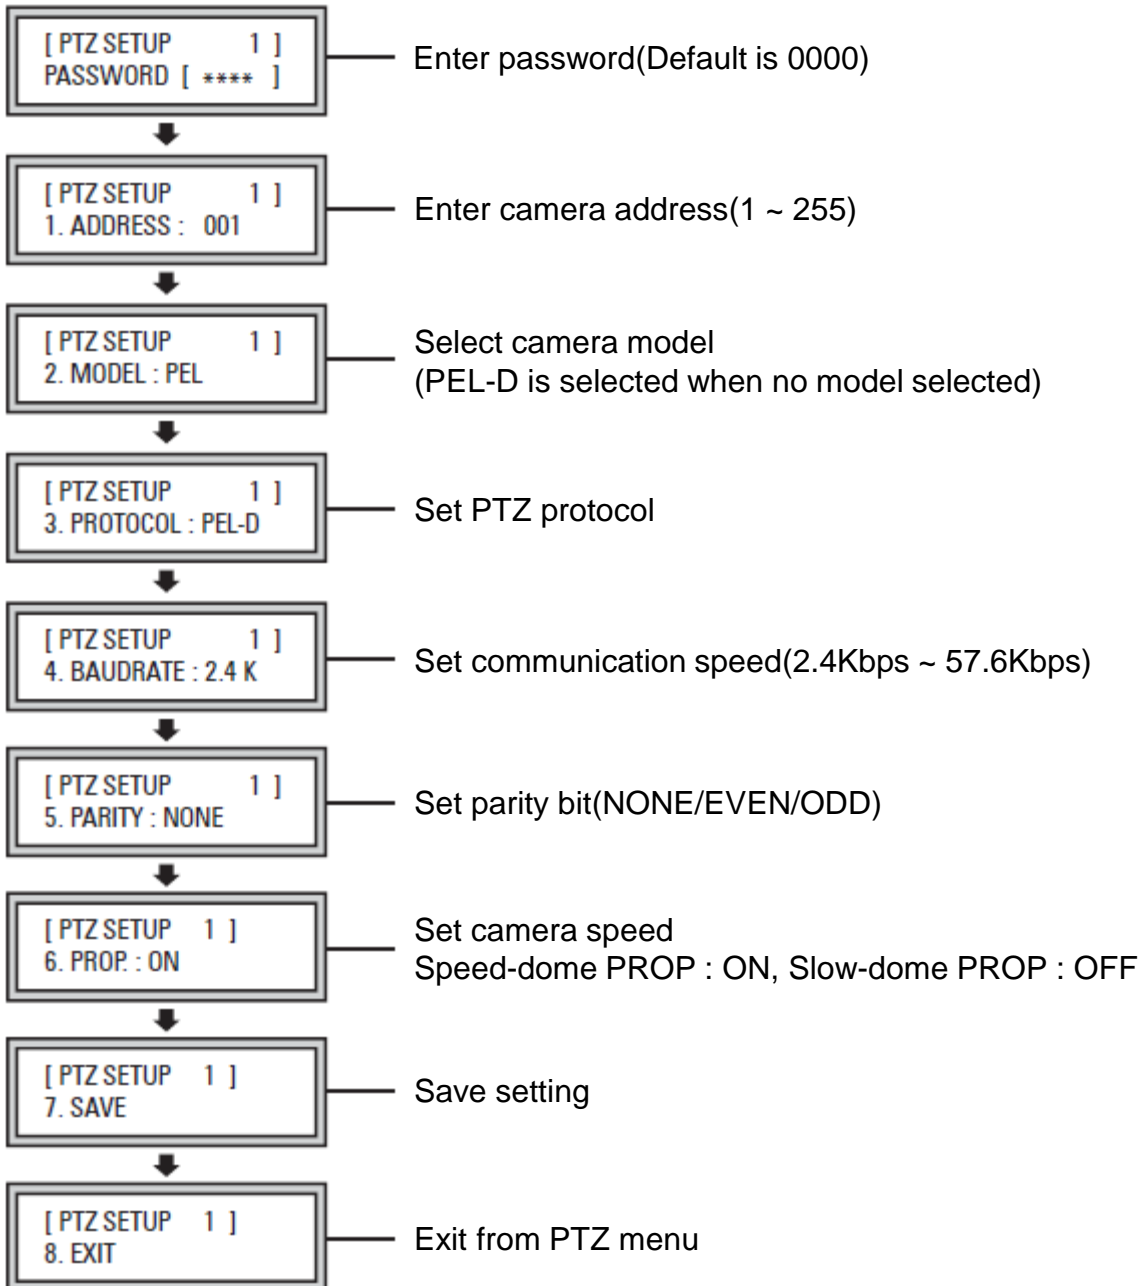 [ PTZ SETUP 1 ]
PASSWORD [ **** ]
Enter password(Default is 0000)
[ PTZ SETUP 1 ]
1. ADDRESS : 001
Enter camera address(1 ~ 255)
[ PTZ SETUP 1 ]
2. MODEL : PEL
Select camera model
(PEL-D is selected when no model selected)
[ PTZ SETUP 1 ]
3. PROTOCOL : PEL-D
Set PTZ protocol
[ PTZ SETUP 1 ]
4. BAUDRATE : 2.4 K
Set communication speed(2.4Kbps ~ 57.6Kbps)
[ PTZ SETUP 1 ]
5. PARITY : NONE
Set parity bit(NONE/EVEN/ODD)
[ PTZ SETUP 1 ]
6. PROP. : ON
Set camera speed
Speed-dome PROP : ON, Slow-dome PROP : OFF
[ PTZ SETUP 1 ]
7. SAVE
Save setting
[ PTZ SETUP 1 ]
8. EXIT
Exit from PTZ menu